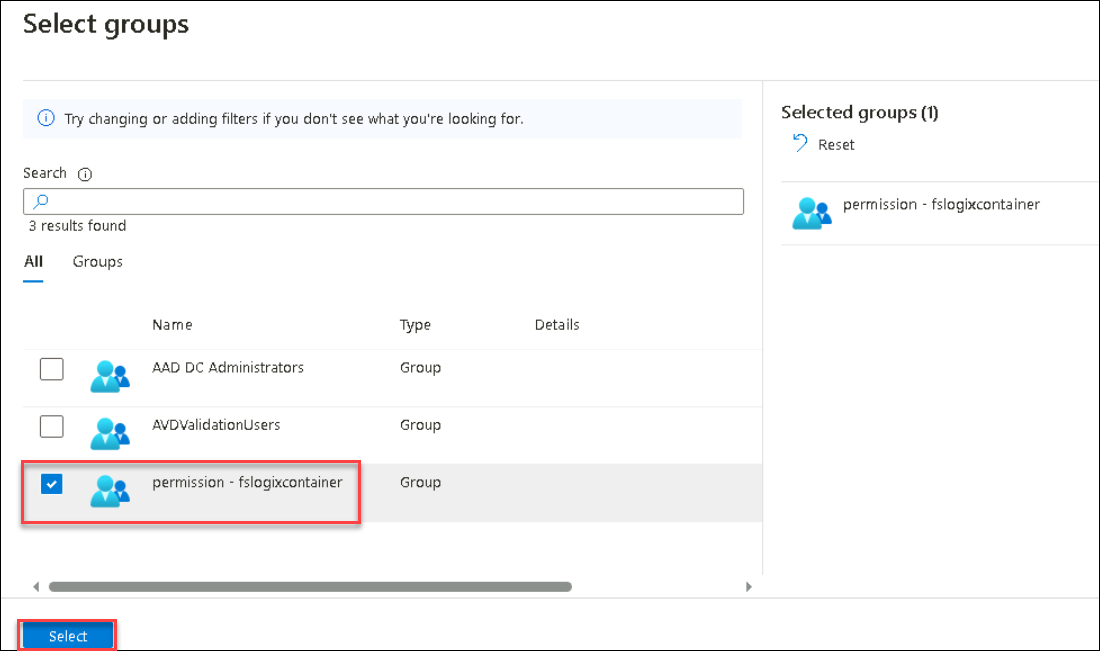 Select groups
Try changing or adding filters if you don't see what you're looking for.
Search
3 results found
All Groups
Name Type Details
AAD DC Administrators Group
AVDValidationUsers Group
permission - fslogixcontainer Group
Select
Selected groups (1)
Reset
permission - fslogixcontainer